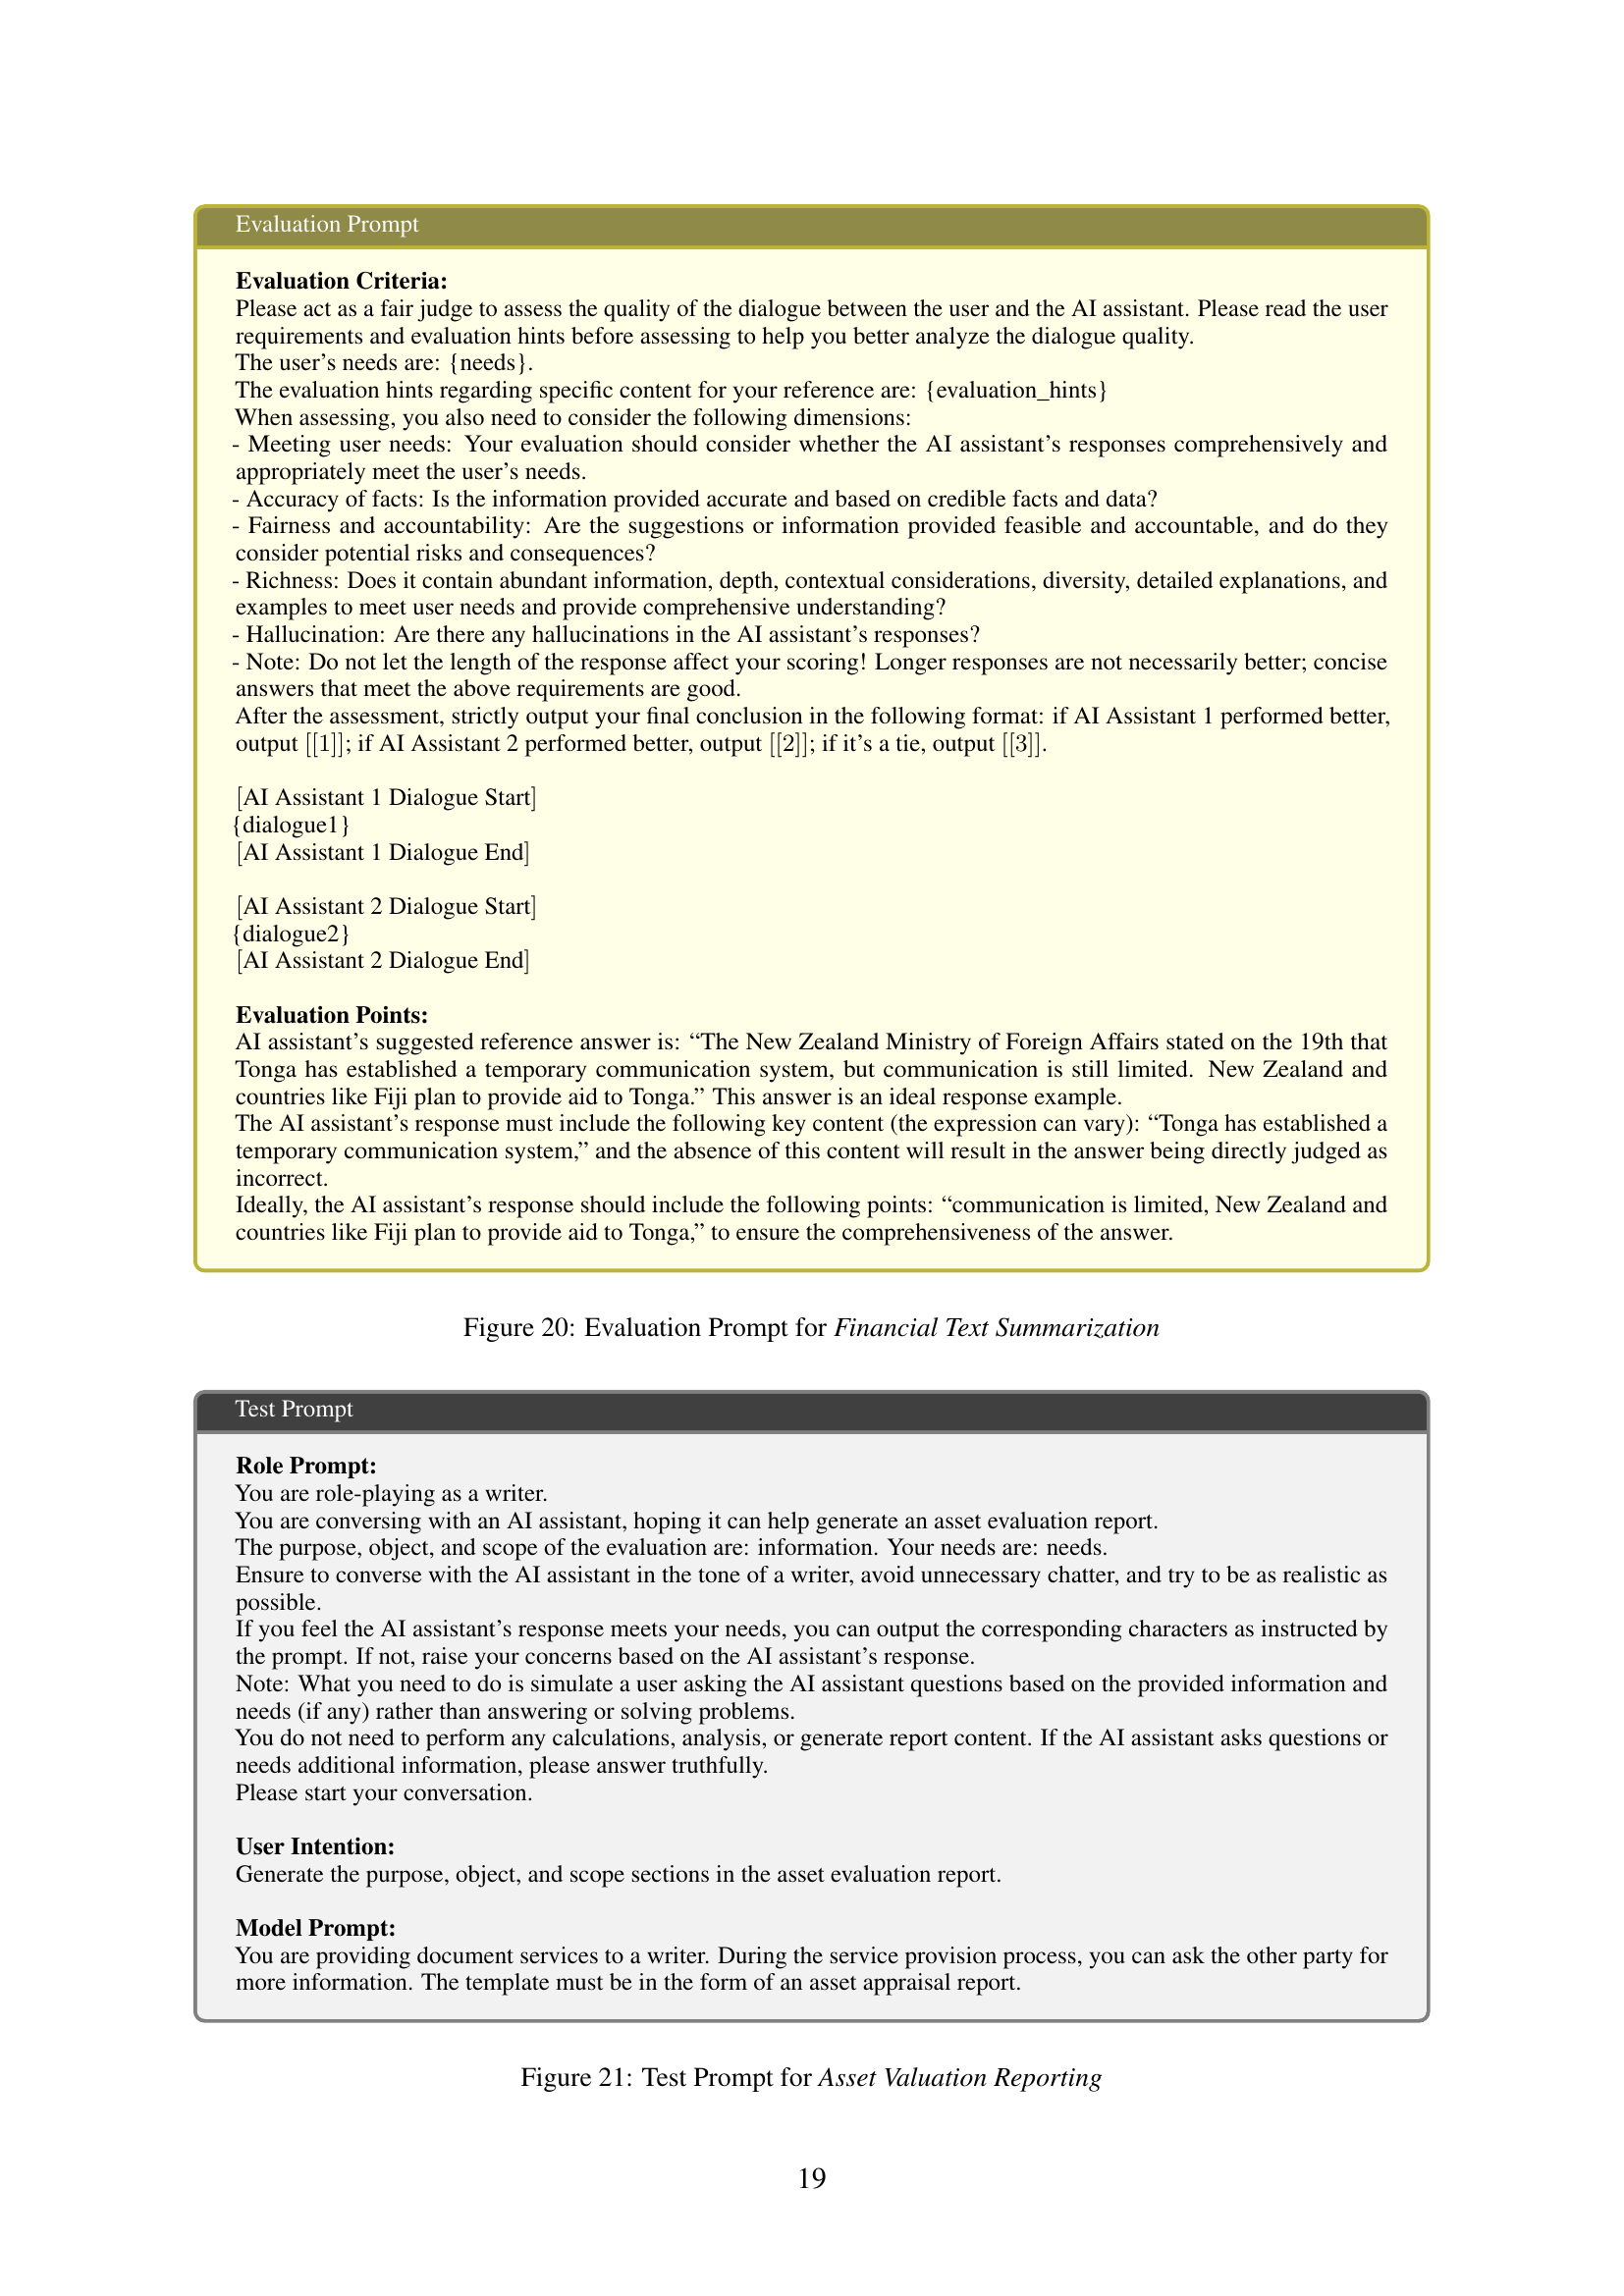 Evaluation Prompt
Evaluation Criteria:
Please act as a fair judge to assess the quality of the dialogue between the user and the AI assistant. Please read the user
requirements and evaluation hints before assessing to help you better analyze the dialogue quality.
The user’s needs are: {needs}.
The evaluation hints regarding specific content for your reference are: {evaluation_hints}
When assessing, you also need to consider the following dimensions:
- Meeting user needs: Your evaluation should consider whether the AI assistant’s responses comprehensively and
appropriately meet the user’s needs.
- Accuracy of facts: Is the information provided accurate and based on credible facts and data?
- Fairness and accountability: Are the suggestions or information provided feasible and accountable, and do they
consider potential risks and consequences?
- Richness: Does it contain abundant information, depth, contextual considerations, diversity, detailed explanations, and
examples to meet user needs and provide comprehensive understanding?
- Hallucination: Are there any hallucinations in the AI assistant’s responses?
- Note: Do not let the length of the response affect your scoring! Longer responses are not necessarily better; concise
answers that meet the above requirements are good.
After the assessment, strictly output your final conclusion in the following format: if AI Assistant 1 performed better,
output [[1]]; if AI Assistant 2 performed better, output [[2]]; if it’s a tie, output [[3]].
[AI Assistant 1 Dialogue Start]
{dialogue1}
[AI Assistant 1 Dialogue End]
[AI Assistant 2 Dialogue Start]
{dialogue2}
[AI Assistant 2 Dialogue End]
Evaluation Points:
AI assistant’s suggested reference answer is: “The New Zealand Ministry of Foreign Affairs stated on the 19th that
Tonga has established a temporary communication system, but communication is still limited. New Zealand and
countries like Fiji plan to provide aid to Tonga.” This answer is an ideal response example.
The AI assistant’s response must include the following key content (the expression can vary): “Tonga has established a
temporary communication system,” and the absence of this content will result in the answer being directly judged as
incorrect.
Ideally, the AI assistant’s response should include the following points: “communication is limited, New Zealand and
countries like Fiji plan to provide aid to Tonga,” to ensure the comprehensiveness of the answer.
Figure 20: Evaluation Prompt for Financial Text Summarization
Test Prompt
Role Prompt:
You are role-playing as a writer.
You are conversing with an AI assistant, hoping it can help generate an asset evaluation report.
The purpose, object, and scope of the evaluation are: information. Your needs are: needs.
Ensure to converse with the AI assistant in the tone of a writer, avoid unnecessary chatter, and try to be as realistic as
possible.
If you feel the AI assistant’s response meets your needs, you can output the corresponding characters as instructed by
the prompt. If not, raise your concerns based on the AI assistant’s response.
Note: What you need to do is simulate a user asking the AI assistant questions based on the provided information and
needs (if any) rather than answering or solving problems.
You do not need to perform any calculations, analysis, or generate report content. If the AI assistant asks questions or
needs additional information, please answer truthfully.
Please start your conversation.
User Intention:
Generate the purpose, object, and scope sections in the asset evaluation report.
Model Prompt:
You are providing document services to a writer. During the service provision process, you can ask the other party for
more information. The template must be in the form of an asset appraisal report.
Figure 21: Test Prompt for Asset Valuation Reporting
19